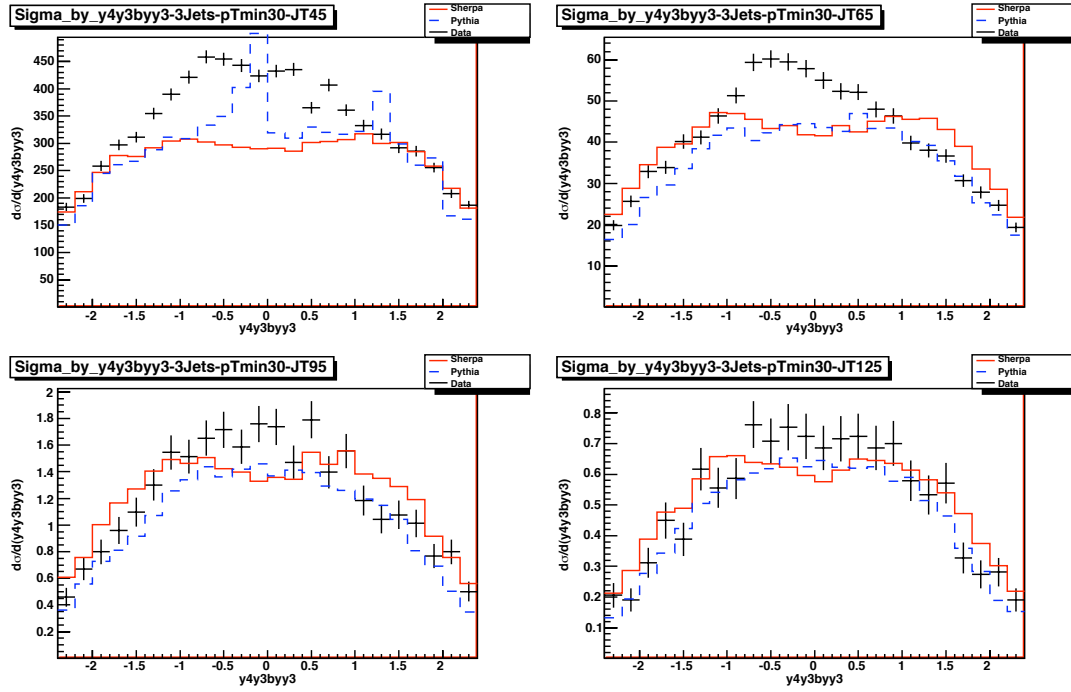 Sigma_by_y4y3byy3-3Jets-pTmin30-JT45
Sherpa
Pythia
Data
dσ/d(y4y3byy3)
450
400
350
300
250
200
150
100
50
-2 -1.5 -1 -0.5 0 0.5 1 1.5 2
y4y3byy3
Sigma_by_y4y3byy3-3Jets-pTmin30-JT65
Sherpa
Pythia
Data
dσ/d(y4y3byy3)
60
50
40
30
20
10
-2 -1.5 -1 -0.5 0 0.5 1 1.5 2
y4y3byy3
Sigma_by_y4y3byy3-3Jets-pTmin30-JT95
Sherpa
Pythia
Data
dσ/d(y4y3byy3)
2
1.8
1.6
1.4
1.2
1
0.8
0.6
0.4
0.2
-2 -1.5 -1 -0.5 0 0.5 1 1.5 2
y4y3byy3
Sigma_by_y4y3byy3-3Jets-pTmin30-JT125
Sherpa
Pythia
Data
dσ/d(y4y3byy3)
0.8
0.7
0.6
0.5
0.4
0.3
0.2
0.1
-2 -1.5 -1 -0.5 0 0.5 1 1.5 2
y4y3byy3